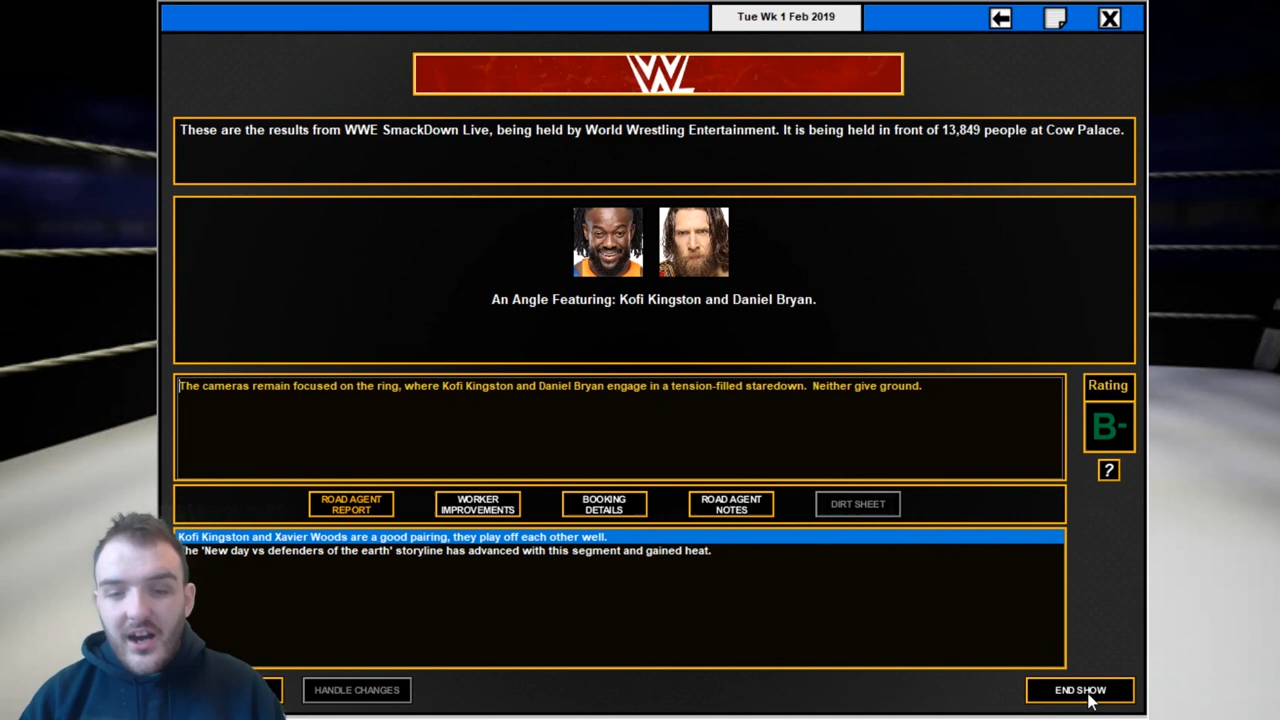 Tue Wk 1 Feb 2019
These are the results from WWE SmackDown Live, being held by World Wrestling Entertainment. It is being held in front of 13,849 people at Cow Palace.
An Angle Featuring: Kofi Kingston and Daniel Bryan.
The cameras remain focused on the ring, where Kofi Kingston and Daniel Bryan engage in a tension-filled staredown. Neither give ground.
Rating
B-
?
ROAD AGENT REPORT
WORKER IMPROVEMENTS
BOOKING DETAILS
ROAD AGENT NOTES
DIRT SHEET
Kofi Kingston and Xavier Woods are a good pairing, they play off each other well.
The 'New day vs defenders of the earth' storyline has advanced with this segment and gained heat.
HANDLE CHANGES
END SHOW